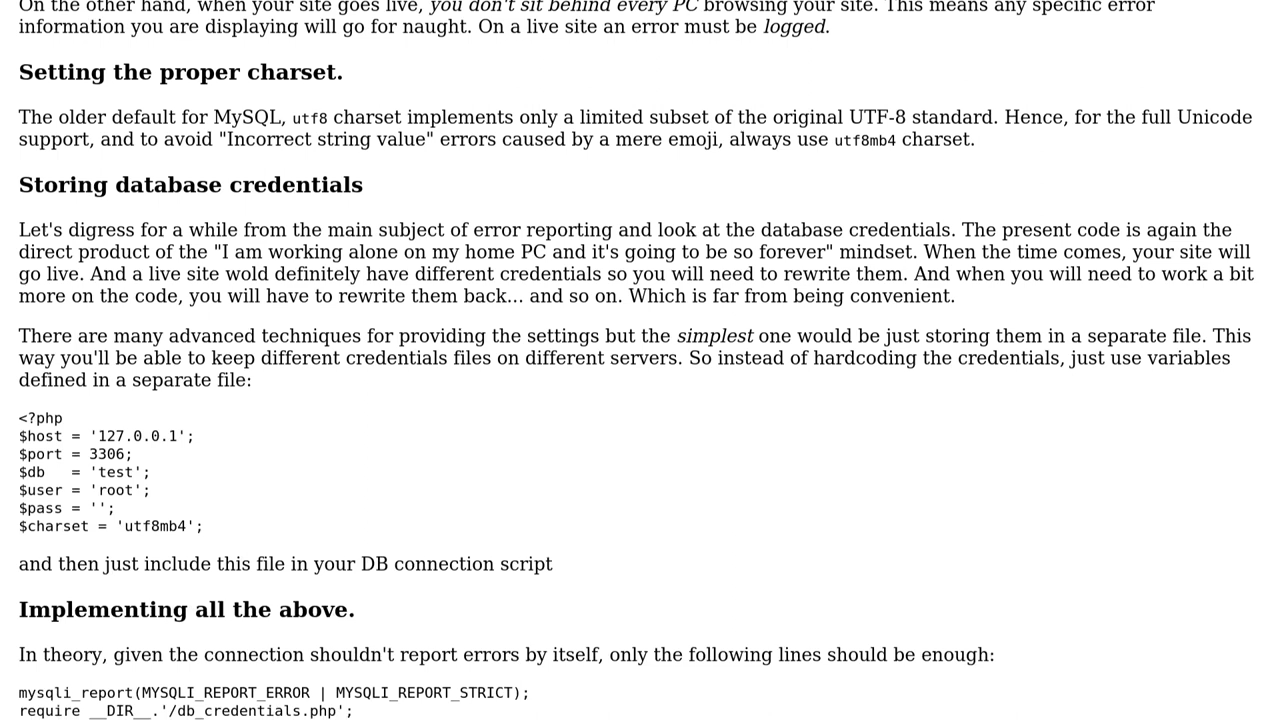 On the other hand, when your site goes live, you don't sit behind every PC browsing your site. This means any specific error
information you are displaying will go for naught. On a live site an error must be logged.
Setting the proper charset.
The older default for MySQL, utf8 charset implements only a limited subset of the original UTF-8 standard. Hence, for the full Unicode
support, and to avoid "Incorrect string value" errors caused by a mere emoji, always use utf8mb4 charset.
Storing database credentials
Let's digress for a while from the main subject of error reporting and look at the database credentials. The present code is again the
direct product of the "I am working alone on my home PC and it's going to be so forever" mindset. When the time comes, your site will
go live. And a live site wold definitely have different credentials so you will need to rewrite them. And when you will need to work a bit
more on the code, you will have to rewrite them back... and so on. Which is far from being convenient.
There are many advanced techniques for providing the settings but the simplest one would be just storing them in a separate file. This
way you'll be able to keep different credentials files on different servers. So instead of hardcoding the credentials, just use variables
defined in a separate file:
<?php
$host = '127.0.0.1';
$port = 3306;
$db   = 'test';
$user = 'root';
$pass = '';
$charset = 'utf8mb4';
and then just include this file in your DB connection script
Implementing all the above.
In theory, given the connection shouldn't report errors by itself, only the following lines should be enough:
mysqli_report(MYSQLI_REPORT_ERROR | MYSQLI_REPORT_STRICT);
require __DIR__.'/db_credentials.php';